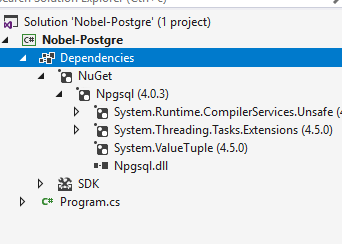 Solution 'Nobel-Postgre' (1 project)
C# Nobel-Postgre
Dependencies
NuGet
Npgsql (4.0.3)
System.Runtime.CompilerServices.Unsafe (4
System.Threading.Tasks.Extensions (4.5.0)
System.ValueTuple (4.5.0)
Npgsql.dll
SDK
C# Program.cs